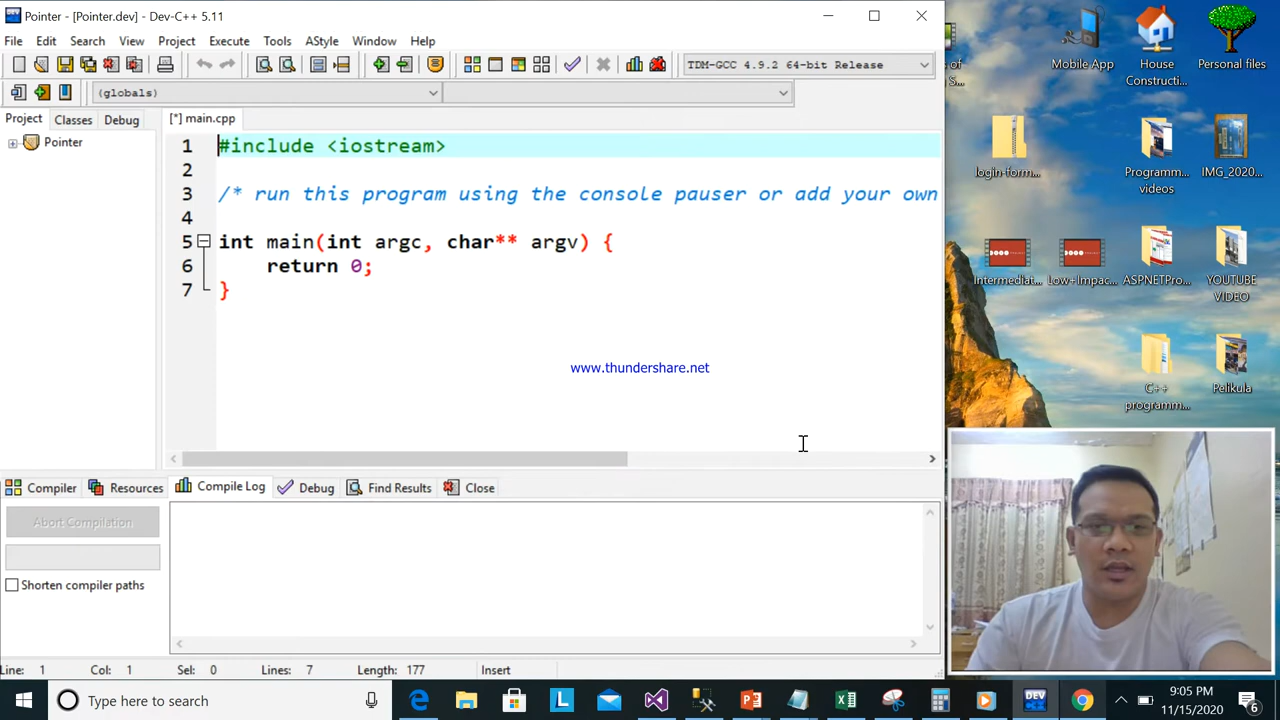 Pointer - [Pointer.dev] - Dev-C++ 5.11
File Edit Search View Project Execute Tools AStyle Window Help
TDM-GCC 4.9.2 64-bit Release
(globals)
Project Classes Debug
[*] main.cpp
Pointer
1 #include <iostream>
2
3 /* run this program using the console pauser or add your own
4
5 int main(int argc, char** argv) {
6 return 0;
7 }
www.thundershare.net
Compiler Resources Compile Log Debug Find Results Close
Abort Compilation
Shorten compiler paths
Line: 1 Col: 1 Sel: 0 Lines: 7 Length: 177 Insert
Mobile App
House Constructi...
Personal files
login-form...
Programm... videos
IMG_2020...
Intermediat...
Low+Impac...
ASPNETPro...
YOUTUBE VIDEO
C++ programm...
Pelikula
Type here to search
9:05 PM
11/15/2020
6